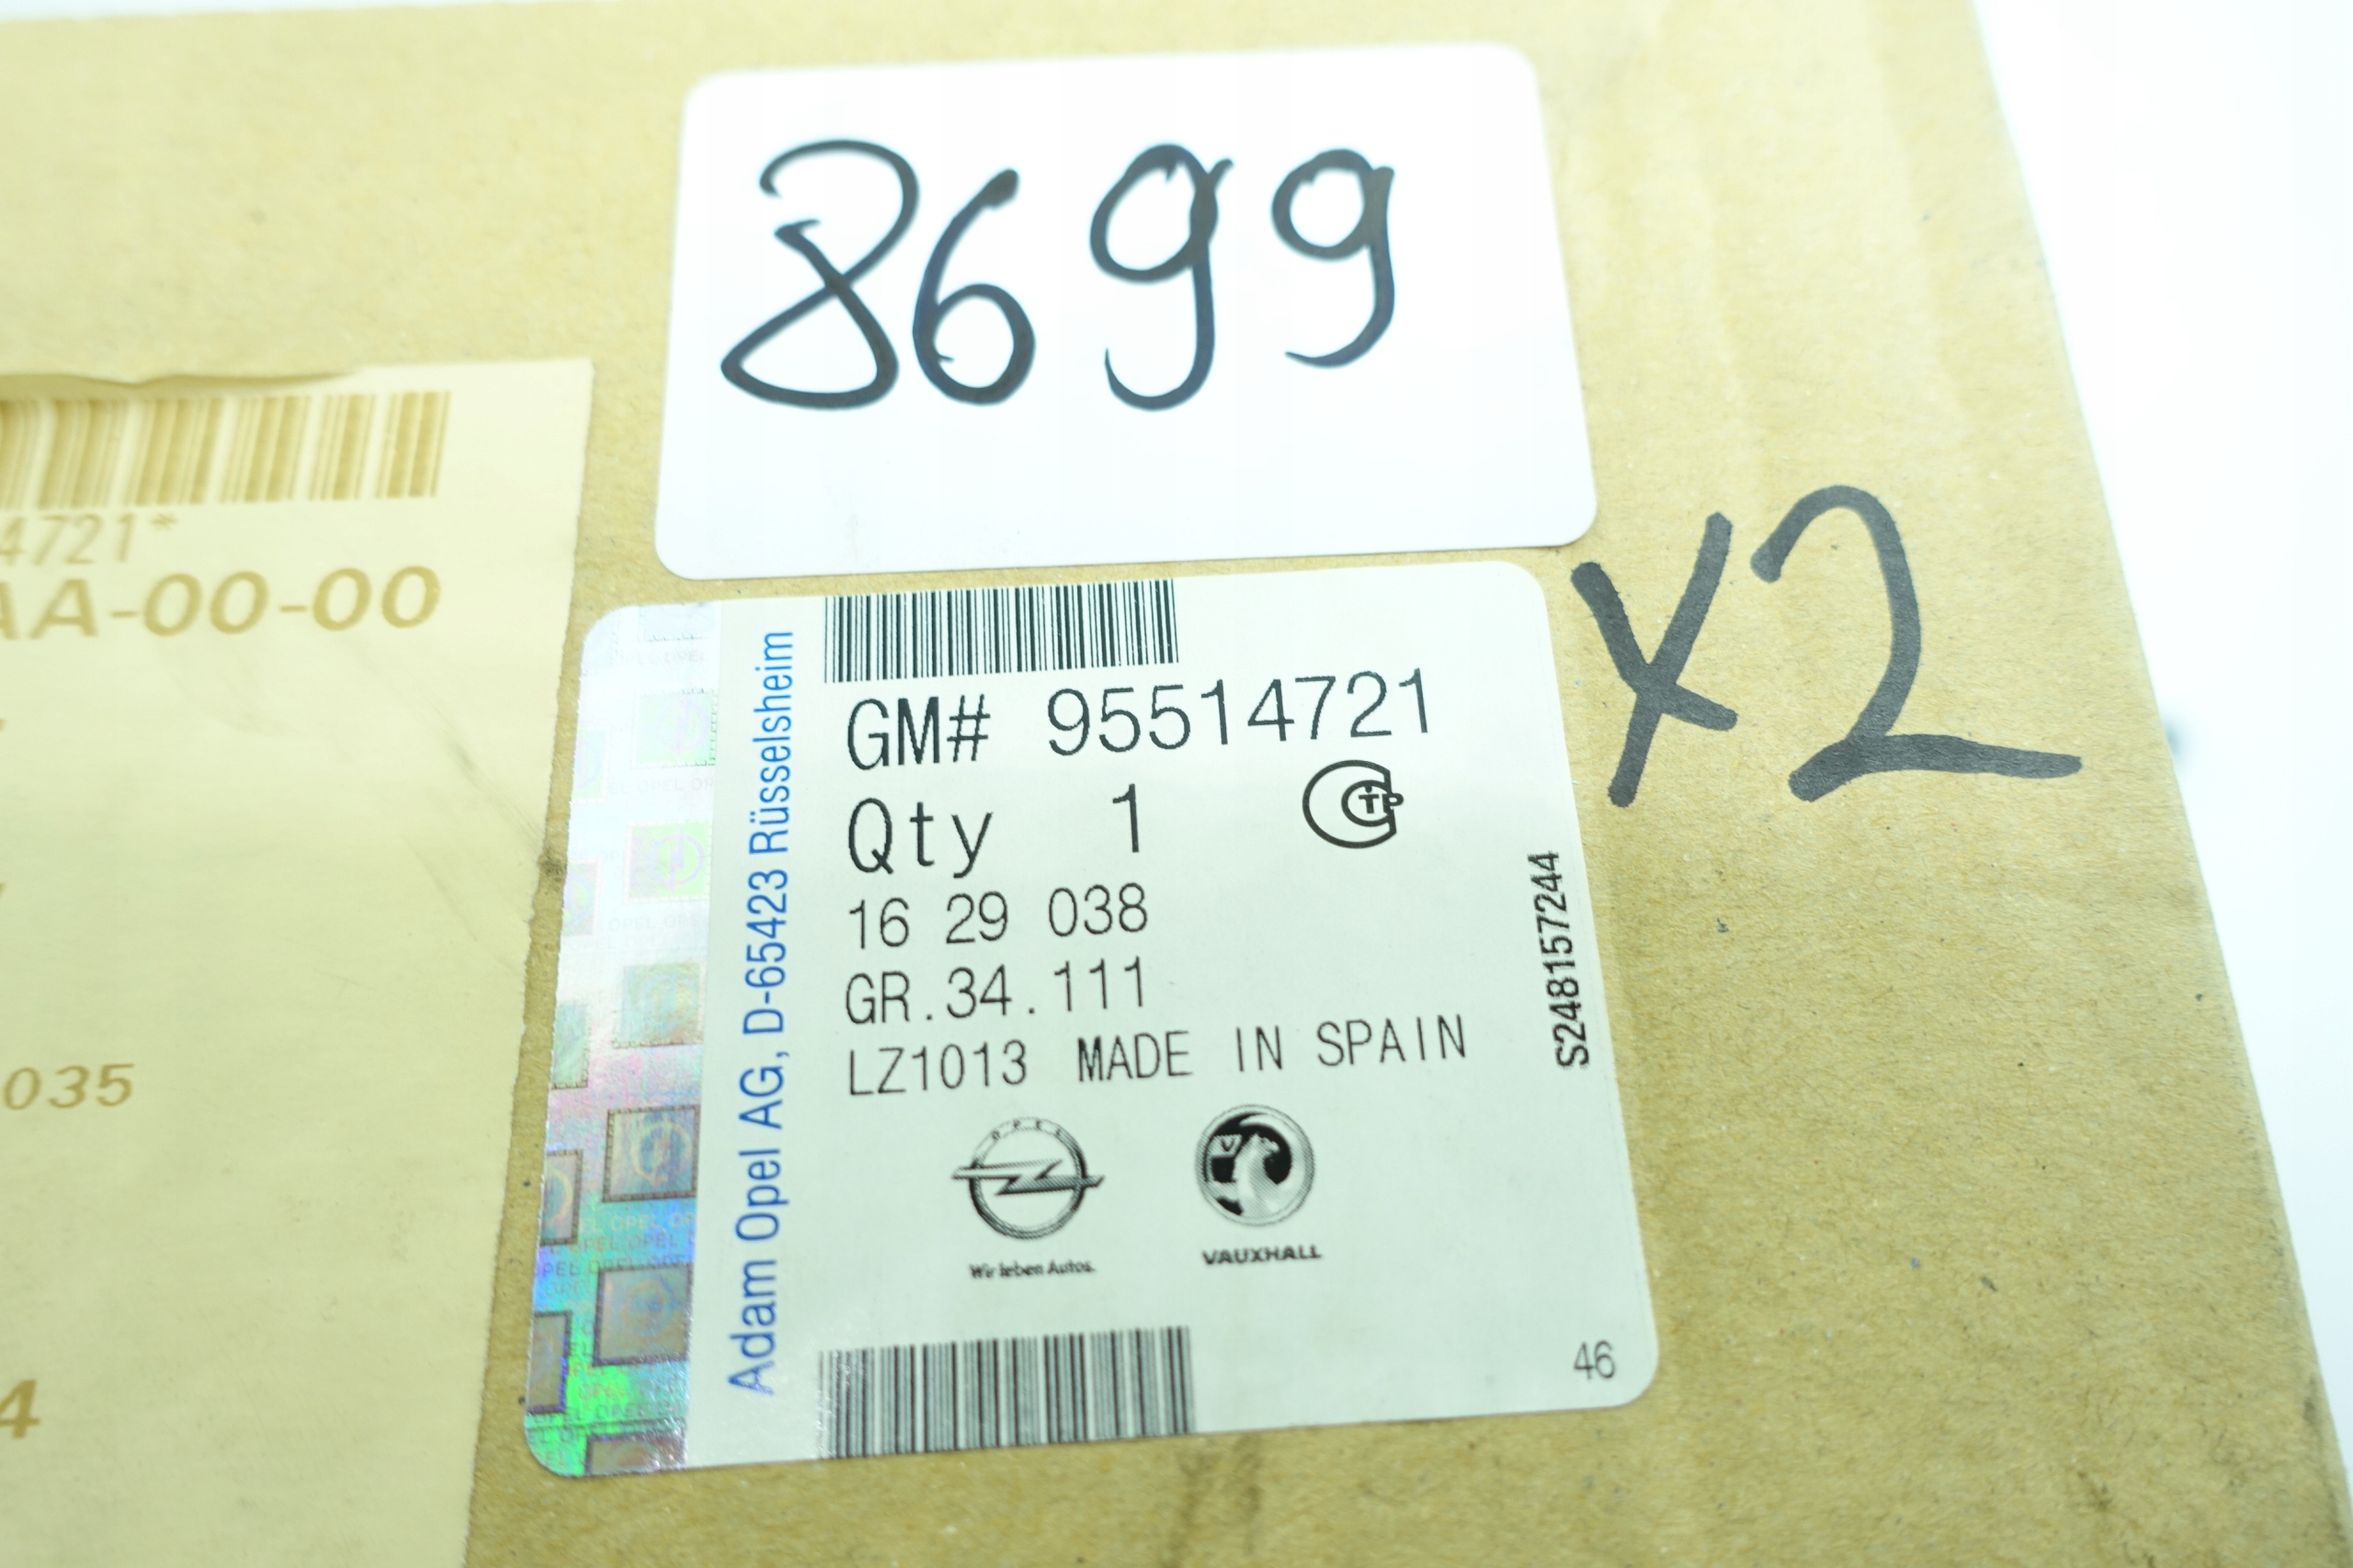 8699
x2
4721*
AA-00-00
035
4
Adam Opel AG, D-65423 Rüsselsheim
GM# 95514721
Qty 1
16 29 038
GR.34.111
LZ1013 MADE IN SPAIN
S248157244
OPEL
Wir leben Autos.
VAUXHALL
46